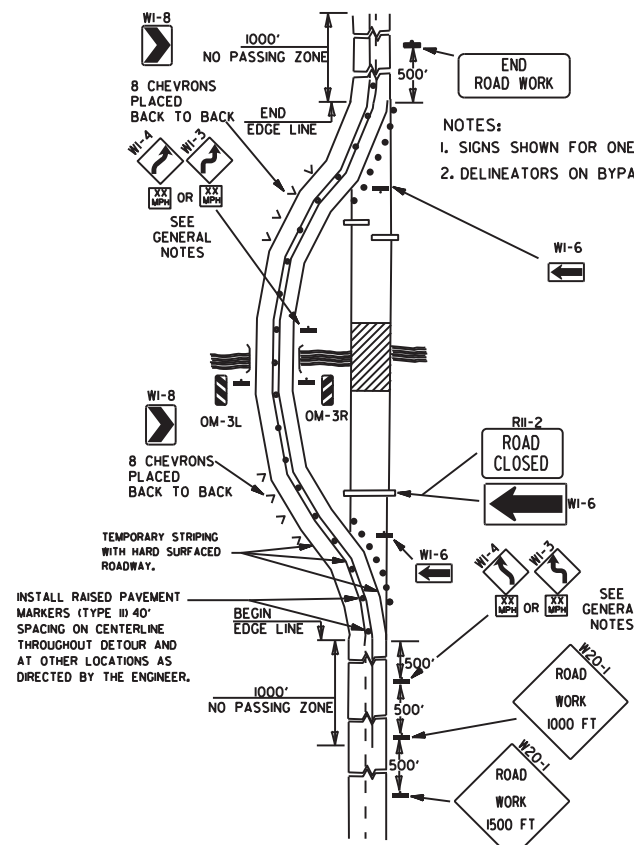 W1-8
1000'
NO PASSING ZONE
500'
END
ROAD WORK
8 CHEVRONS
PLACED
BACK TO BACK
END
EDGE LINE
NOTES:
1. SIGNS SHOWN FOR ONE
2. DELINEATORS ON BYPA
W1-4
W1-3
XX
MPH
OR
XX
MPH
SEE
GENERAL
NOTES
W1-6
OM-3L
OM-3R
W1-8
8 CHEVRONS
PLACED
BACK TO BACK
R11-2
ROAD
CLOSED
W1-6
TEMPORARY STRIPING
WITH HARD SURFACED
ROADWAY.
W1-6
W1-4
W1-3
XX
MPH
OR
XX
MPH
SEE
GENERA
NOTES
INSTALL RAISED PAVEMENT
MARKERS (TYPE II) 40'
SPACING ON CENTERLINE
THROUGHOUT DETOUR AND
AT OTHER LOCATIONS AS
DIRECTED BY THE ENGINEER.
BEGIN
EDGE LINE
1000'
NO PASSING ZONE
500'
500'
500'
W20-1
ROAD
WORK
1000 FT
W20-1
ROAD
WORK
1500 FT